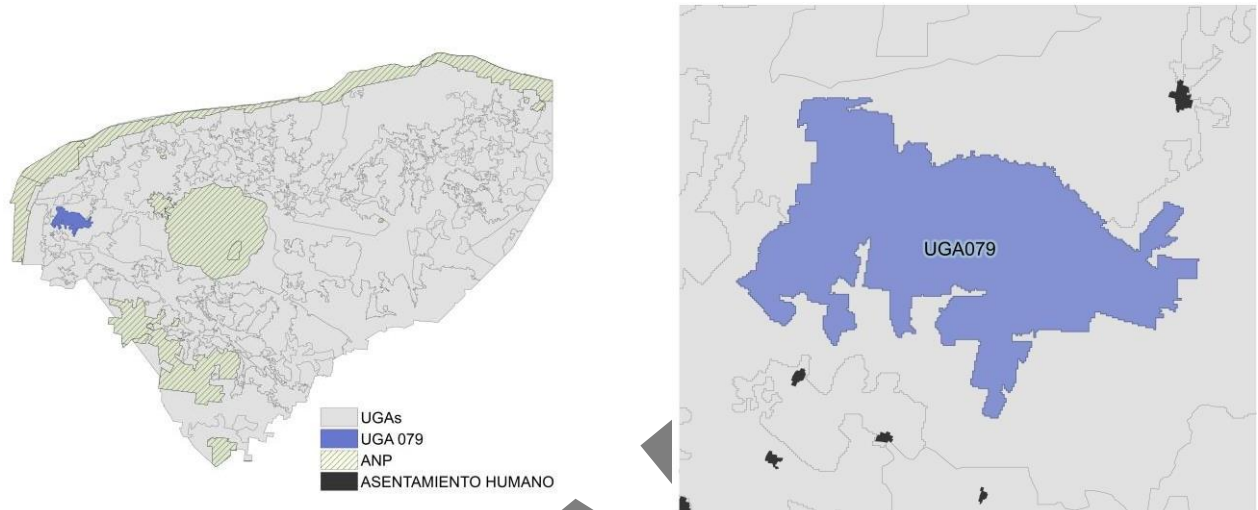 UGAs
UGA 079
ANP
ASENTAMIENTO HUMANO
UGA079